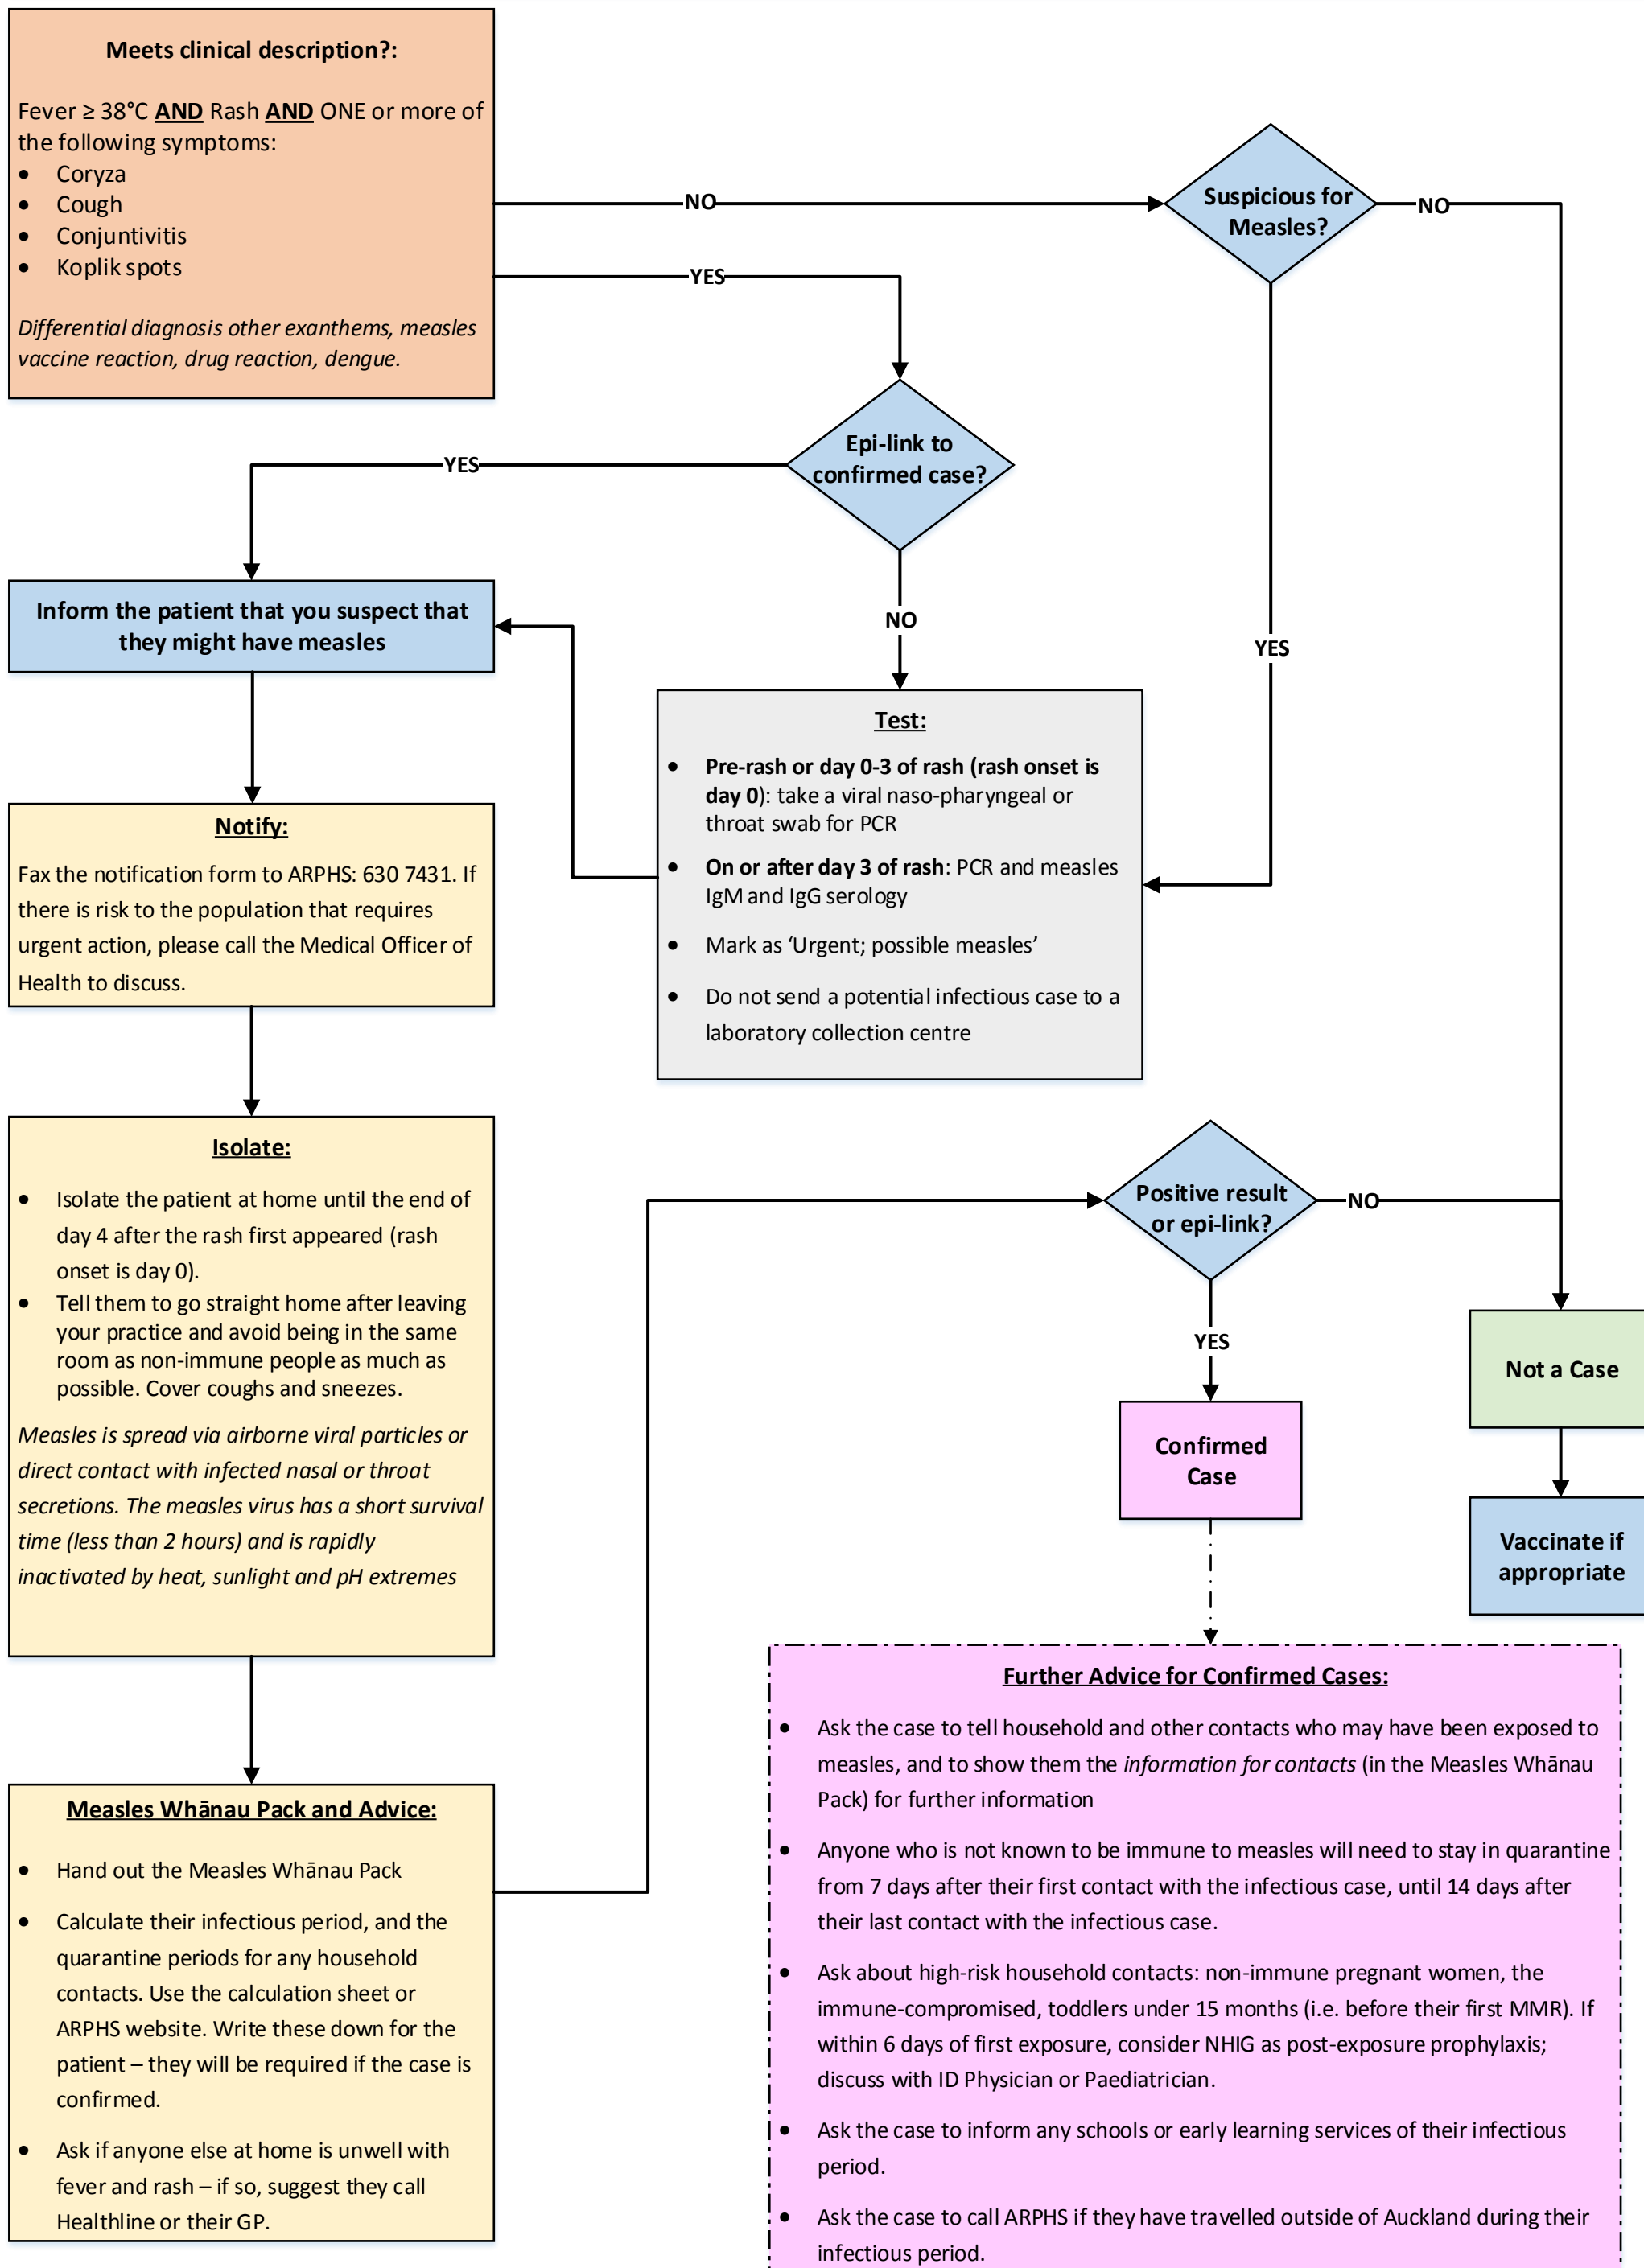 Meets clinical description?:
Fever ≥ 38°C AND Rash AND ONE or more of
the following symptoms:
• Coryza
• Cough
• Conjuntivitis
• Koplik spots
Differential diagnosis other exanthems, measles
vaccine reaction, drug reaction, dengue.
NO
Suspicious for
Measles?
NO
YES
YES
Epi-link to
confirmed case?
YES
NO
Inform the patient that you suspect that
they might have measles
Test:
• Pre-rash or day 0-3 of rash (rash onset is
day 0): take a viral naso-pharyngeal or
throat swab for PCR
• On or after day 3 of rash: PCR and measles
IgM and IgG serology
• Mark as ‘Urgent; possible measles’
• Do not send a potential infectious case to a
laboratory collection centre
Notify:
Fax the notification form to ARPHS: 630 7431. If
there is risk to the population that requires
urgent action, please call the Medical Officer of
Health to discuss.
Isolate:
• Isolate the patient at home until the end of
day 4 after the rash first appeared (rash
onset is day 0).
• Tell them to go straight home after leaving
your practice and avoid being in the same
room as non-immune people as much as
possible. Cover coughs and sneezes.
Measles is spread via airborne viral particles or
direct contact with infected nasal or throat
secretions. The measles virus has a short survival
time (less than 2 hours) and is rapidly
inactivated by heat, sunlight and pH extremes
Measles Whānau Pack and Advice:
• Hand out the Measles Whānau Pack
• Calculate their infectious period, and the
quarantine periods for any household
contacts. Use the calculation sheet or
ARPHS website. Write these down for the
patient – they will be required if the case is
confirmed.
• Ask if anyone else at home is unwell with
fever and rash – if so, suggest they call
Healthline or their GP.
Positive result
or epi-link?
NO
YES
Confirmed
Case
Not a Case
Vaccinate if
appropriate
Further Advice for Confirmed Cases:
• Ask the case to tell household and other contacts who may have been exposed to
measles, and to show them the information for contacts (in the Measles Whānau
Pack) for further information
• Anyone who is not known to be immune to measles will need to stay in quarantine
from 7 days after their first contact with the infectious case, until 14 days after
their last contact with the infectious case.
• Ask about high-risk household contacts: non-immune pregnant women, the
immune-compromised, toddlers under 15 months (i.e. before their first MMR). If
within 6 days of first exposure, consider NHIG as post-exposure prophylaxis;
discuss with ID Physician or Paediatrician.
• Ask the case to inform any schools or early learning services of their infectious
period.
• Ask the case to call ARPHS if they have travelled outside of Auckland during their
infectious period.